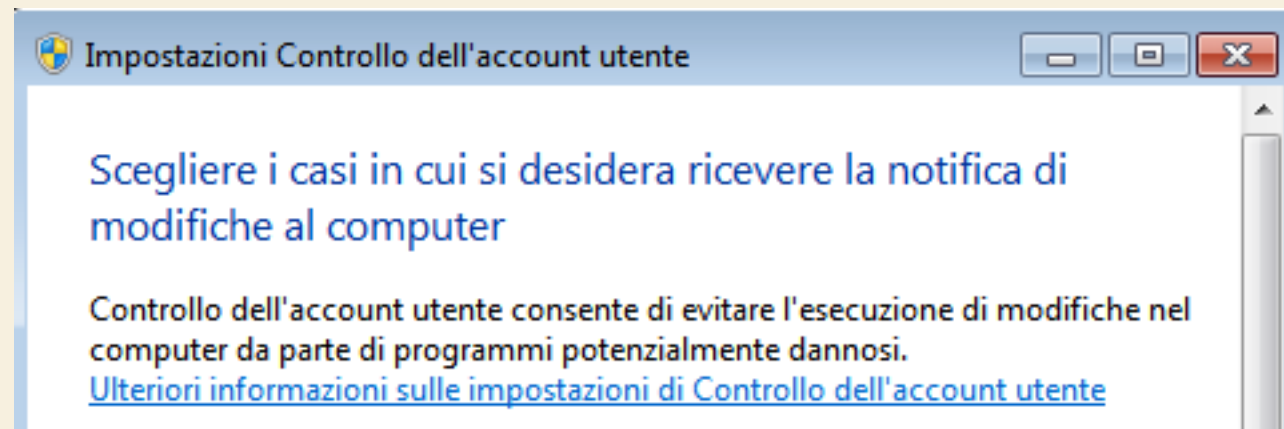 Impostazioni Controllo dell'account utente
Scegliere i casi in cui si desidera ricevere la notifica di
modifiche al computer
Controllo dell'account utente consente di evitare l'esecuzione di modifiche nel
computer da parte di programmi potenzialmente dannosi.
Ulteriori informazioni sulle impostazioni di Controllo dell'account utente